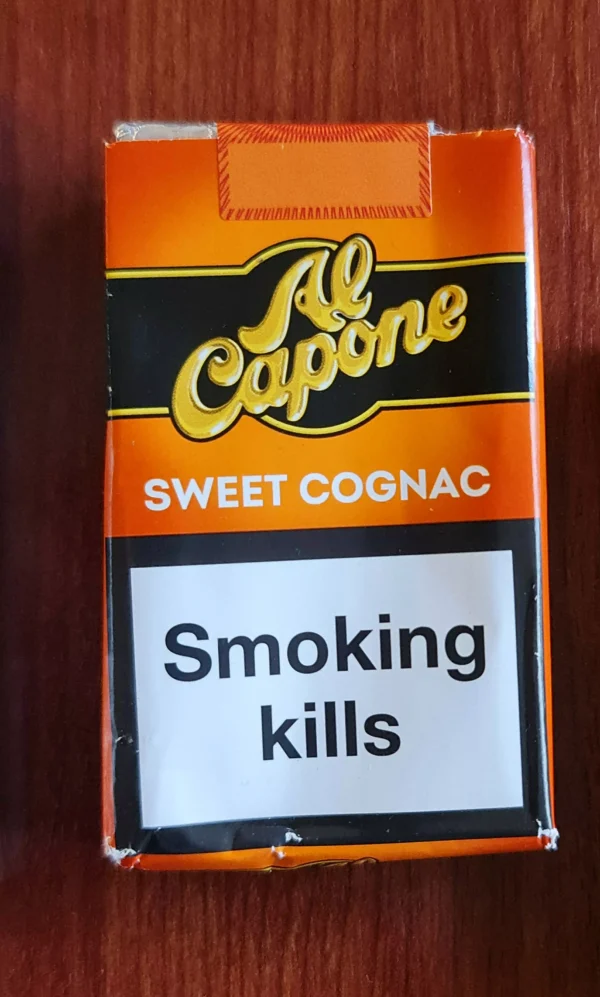 Al
Capone
SWEET COGNAC
Smoking
kills